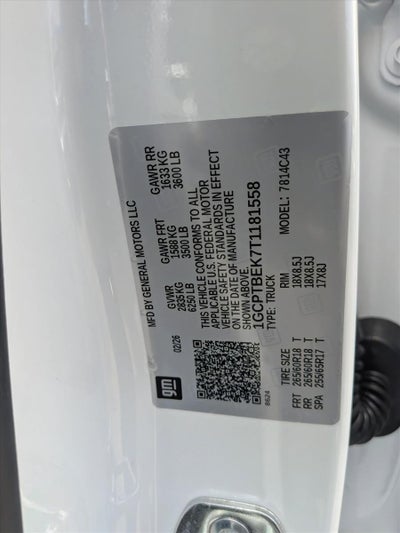 gm
MFD BY GENERAL MOTORS LLC
02/26
GVWR
2835 KG
6250 LB
GAWR FRT
1588 KG
3500 LB
GAWR RR
1633 KG
3600 LB
THIS VEHICLE CONFORMS TO ALL
APPLICABLE U.S. FEDERAL MOTOR
VEHICLE SAFETY STANDARDS IN EFFECT
ON THE DATE OF MANUFACTURE
SHOWN ABOVE.
1GCPTBEK7T1181558
TYPE: TRUCK MODEL: 7814C43
TIRE SIZE RIM
FRT 265/60R18 T 18X8.5J
RR 265/60R18 T 18X8.5J
SPA 255/65R17 T 17X8J